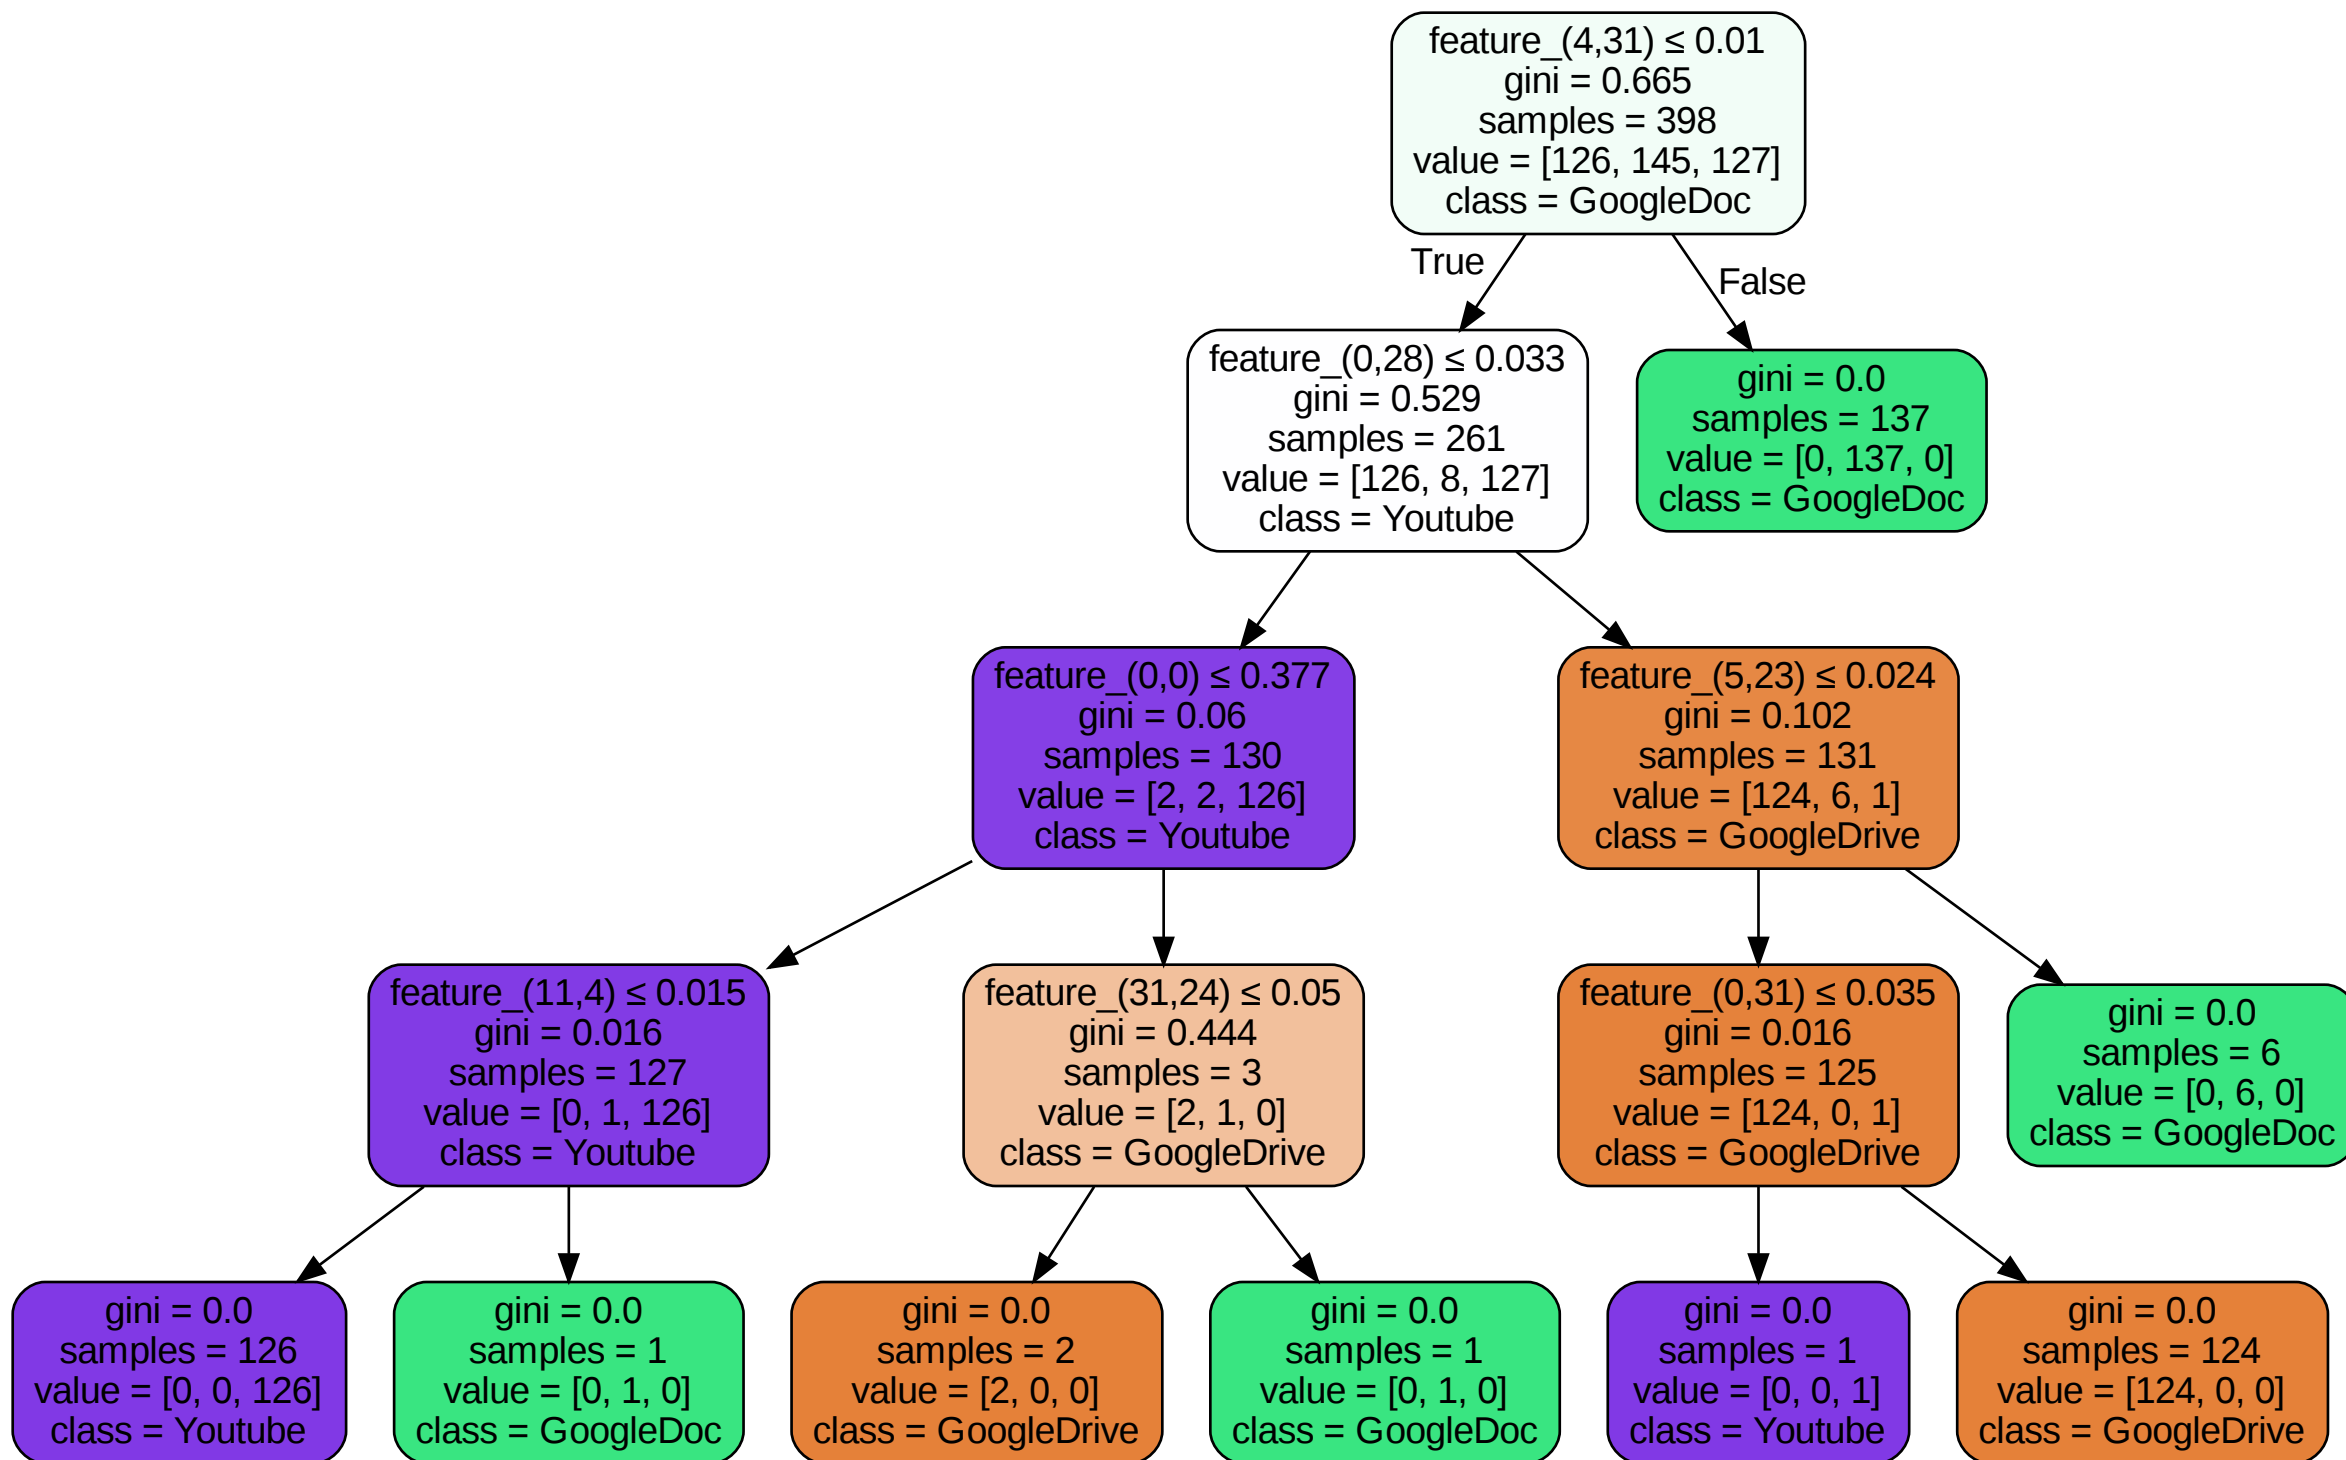 feature_(4,31) ≤ 0.01
gini = 0.665
samples = 398
value = [126, 145, 127]
class = GoogleDoc
True
False
feature_(0,28) ≤ 0.033
gini = 0.529
samples = 261
value = [126, 8, 127]
class = Youtube
gini = 0.0
samples = 137
value = [0, 137, 0]
class = GoogleDoc
feature_(0,0) ≤ 0.377
gini = 0.06
samples = 130
value = [2, 2, 126]
class = Youtube
feature_(5,23) ≤ 0.024
gini = 0.102
samples = 131
value = [124, 6, 1]
class = GoogleDrive
feature_(11,4) ≤ 0.015
gini = 0.016
samples = 127
value = [0, 1, 126]
class = Youtube
feature_(31,24) ≤ 0.05
gini = 0.444
samples = 3
value = [2, 1, 0]
class = GoogleDrive
feature_(0,31) ≤ 0.035
gini = 0.016
samples = 125
value = [124, 0, 1]
class = GoogleDrive
gini = 0.0
samples = 6
value = [0, 6, 0]
class = GoogleDoc
gini = 0.0
samples = 126
value = [0, 0, 126]
class = Youtube
gini = 0.0
samples = 1
value = [0, 1, 0]
class = GoogleDoc
gini = 0.0
samples = 2
value = [2, 0, 0]
class = GoogleDrive
gini = 0.0
samples = 1
value = [0, 1, 0]
class = GoogleDoc
gini = 0.0
samples = 1
value = [0, 0, 1]
class = Youtube
gini = 0.0
samples = 124
value = [124, 0, 0]
class = GoogleDrive